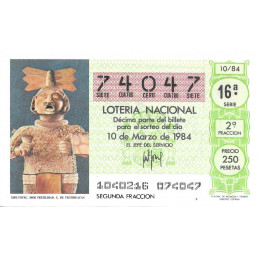 74047
10/84
SIETE CUATRO CERO CUATRO SIETE
16ª
SERIE
LOTERIA NACIONAL
Décima parte del billete
para el sorteo del día
10 de Marzo de 1984
EL JEFE DEL SERVICIO
2ª
FRACCION
PRECIO
250
PESETAS
1040216 074047
SEGUNDA FRACCION